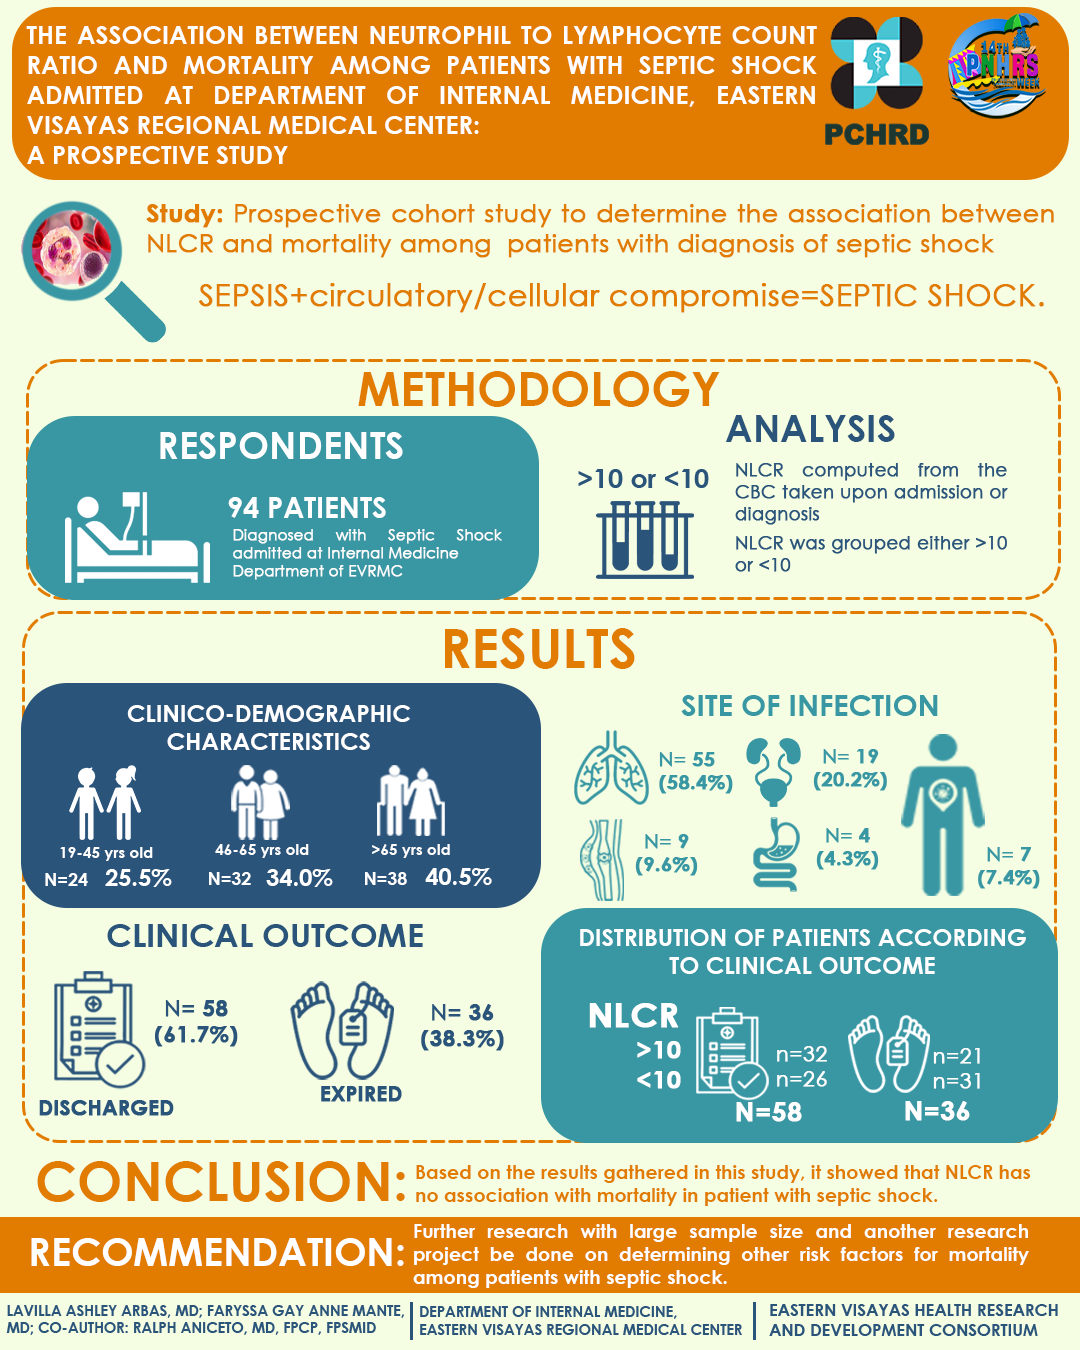 THE ASSOCIATION BETWEEN NEUTROPHIL TO LYMPHOCYTE COUNT
RATIO AND MORTALITY AMONG PATIENTS WITH SEPTIC SHOCK
ADMITTED AT DEPARTMENT OF INTERNAL MEDICINE, EASTERN
VISAYAS REGIONAL MEDICAL CENTER:
A PROSPECTIVE STUDY
PCHRD
14TH
PNHRS
WEEK
Study: Prospective cohort study to determine the association between
NLCR and mortality among patients with diagnosis of septic shock
SEPSIS+circulatory/cellular compromise=SEPTIC SHOCK.
METHODOLOGY
RESPONDENTS
94 PATIENTS
Diagnosed with Septic Shock
admitted at Internal Medicine
Department of EVRMC
ANALYSIS
>10 or <10
NLCR computed from the
CBC taken upon admission or
diagnosis
NLCR was grouped either >10
or <10
RESULTS
CLINICO-DEMOGRAPHIC
CHARACTERISTICS
19-45 yrs old
N=24 25.5%
46-65 yrs old
N=32 34.0%
>65 yrs old
N=38 40.5%
SITE OF INFECTION
N= 55
(58.4%)
N= 19
(20.2%)
N= 9
(9.6%)
N= 4
(4.3%)
N= 7
(7.4%)
CLINICAL OUTCOME
N= 58
(61.7%)
DISCHARGED
N= 36
(38.3%)
EXPIRED
DISTRIBUTION OF PATIENTS ACCORDING
TO CLINICAL OUTCOME
NLCR
>10 n=32 n=21
<10 n=26 n=31
N=58 N=36
CONCLUSION:
Based on the results gathered in this study, it showed that NLCR has
no association with mortality in patient with septic shock.
RECOMMENDATION:
Further research with large sample size and another research
project be done on determining other risk factors for mortality
among patients with septic shock.
LAVILLA ASHLEY ARBAS, MD; FARYSSA GAY ANNE MANTE,
MD; CO-AUTHOR: RALPH ANICETO, MD, FPCP, FPSMID
DEPARTMENT OF INTERNAL MEDICINE,
EASTERN VISAYAS REGIONAL MEDICAL CENTER
EASTERN VISAYAS HEALTH RESEARCH
AND DEVELOPMENT CONSORTIUM